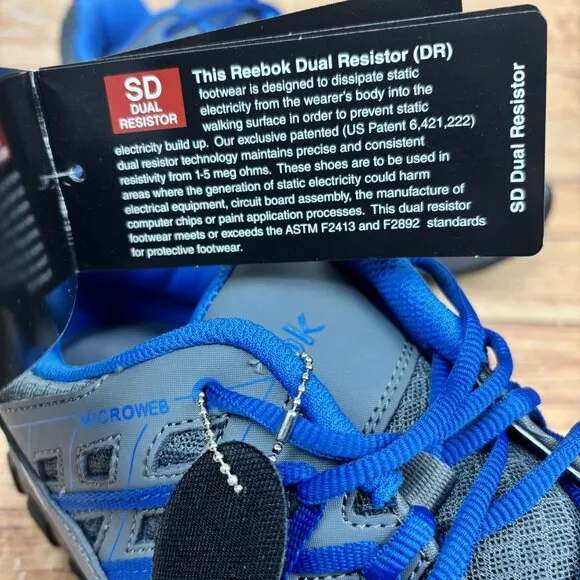 SD
DUAL
RESISTOR
This Reebok Dual Resistor (DR)
footwear is designed to dissipate static
electricity from the wearer's body into the
walking surface in order to prevent static
electricity build up. Our exclusive patented (US Patent 6,421,222)
dual resistor technology maintains precise and consistent
resistivity from 1-5 meg ohms. These shoes are to be used in
areas where the generation of static electricity could harm
electrical equipment, circuit board assembly, the manufacture of
computer chips or paint application processes. This dual resistor
footwear meets or exceeds the ASTM F2413 and F2892 standards
for protective footwear.
SD Dual Resistor
MICROWEB